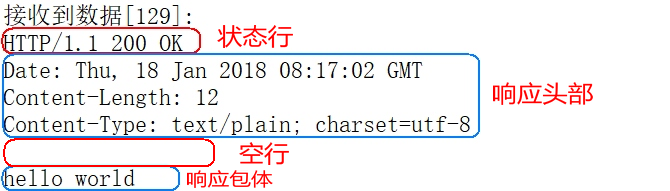 接收到数据[129]:
HTTP/1.1 200 OK 状态行
Date: Thu, 18 Jan 2018 08:17:02 GMT
Content-Length: 12
Content-Type: text/plain; charset=utf-8
响应头部
空行
hello world 响应包体